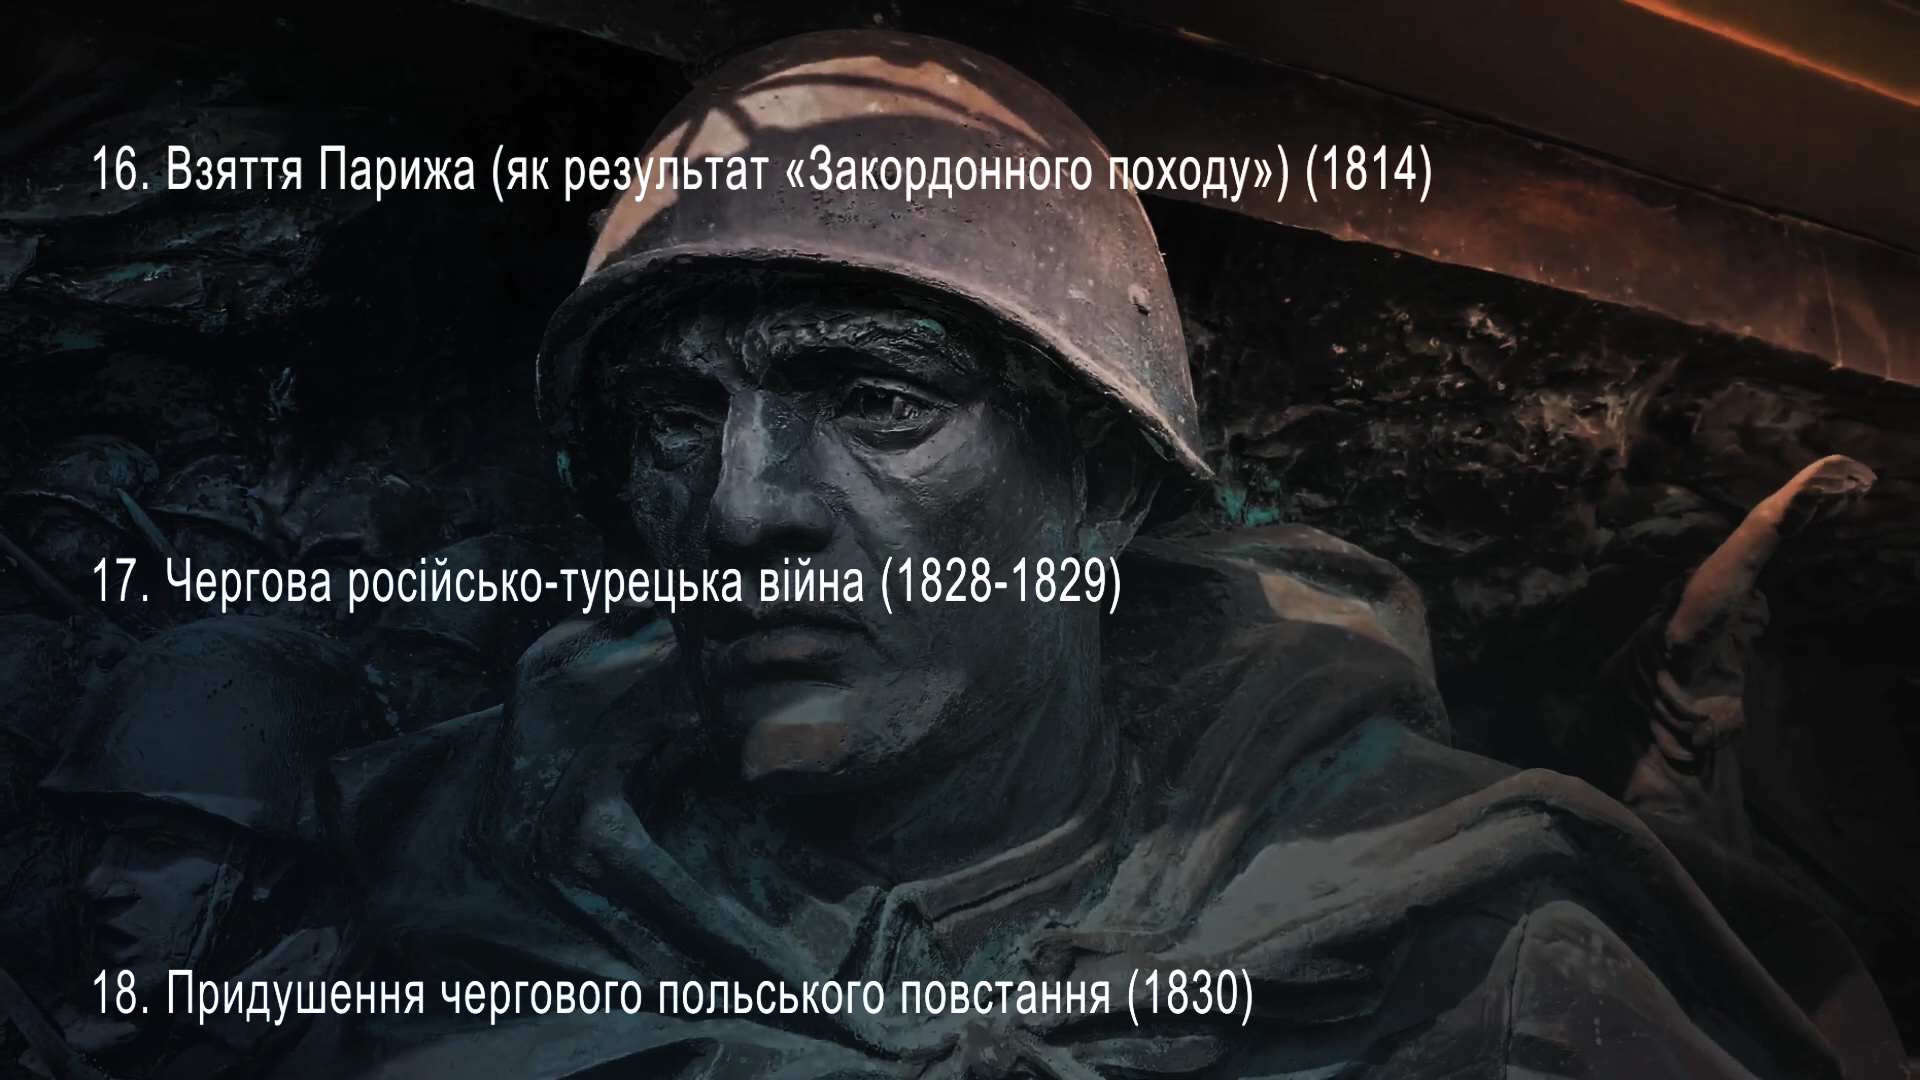 16. Взяття Парижа (як результат «Закордонного походу») (1814)
17. Чергова російсько-турецька війна (1828-1829)
18. Придушення чергового польського повстання (1830)